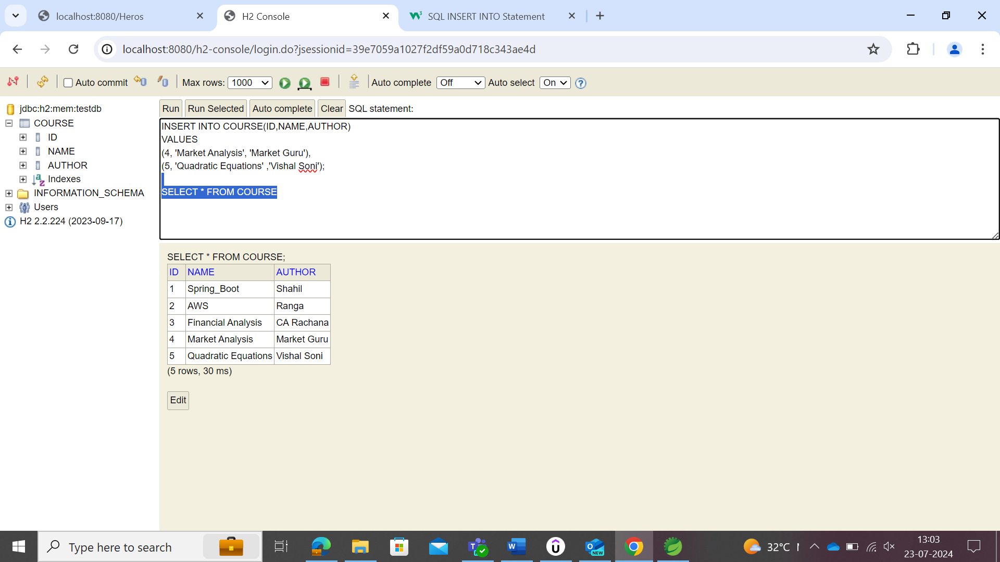 localhost:8080/Heros
H2 Console
SQL INSERT INTO Statement
localhost:8080/h2-console/login.do?jsessionid=39e7059a1027f2df59a0d718c343ae4d
Auto commit
Max rows: 1000
Auto complete Off
Auto select On
jdbc:h2:mem:testdb
COURSE
ID
NAME
AUTHOR
Indexes
INFORMATION_SCHEMA
Users
H2 2.2.224 (2023-09-17)
Run Run Selected Auto complete Clear SQL statement:
INSERT INTO COURSE(ID,NAME,AUTHOR)
VALUES
(4, 'Market Analysis', 'Market Guru'),
(5, 'Quadratic Equations' ,'Vishal Soni');
SELECT * FROM COURSE
SELECT * FROM COURSE;
ID NAME AUTHOR
1 Spring_Boot Shahil
2 AWS Ranga
3 Financial Analysis CA Rachana
4 Market Analysis Market Guru
5 Quadratic Equations Vishal Soni
(5 rows, 30 ms)
Edit
Type here to search
NEW
32°C
13:03
23-07-2024